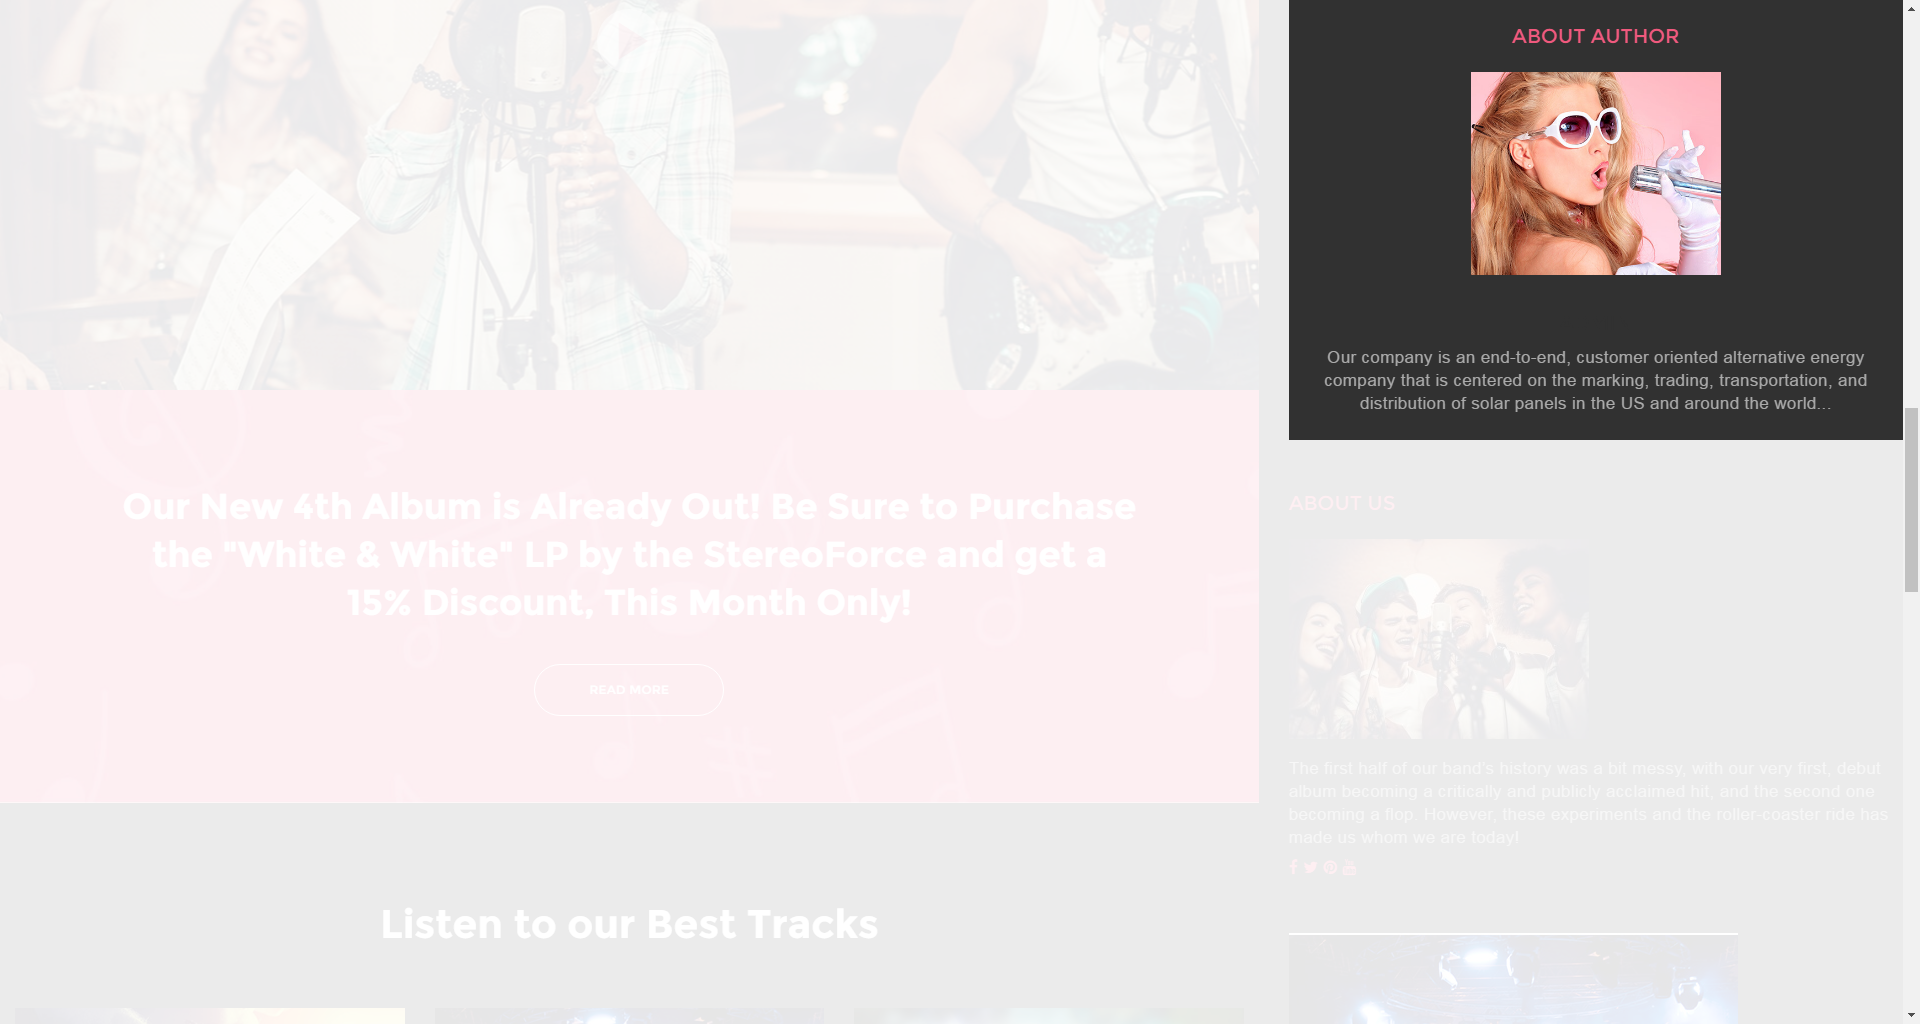 ABOUT AUTHOR
Our company is an end-to-end, customer oriented alternative energy
company that is centered on the marking, trading, transportation, and
distribution of solar panels in the US and around the world...
Our New 4th Album is Already Out! Be Sure to Purchase
the "White & White" LP by the StereoForce and get a
15% Discount, This Month Only!
READ MORE
ABOUT US
The first half of our band's history was a bit messy, with our very first, debut
album becoming a critically and publicly acclaimed hit, and the second one
becoming a flop. However, these experiments and the roller-coaster ride has
made us whom we are today!
Listen to our Best Tracks